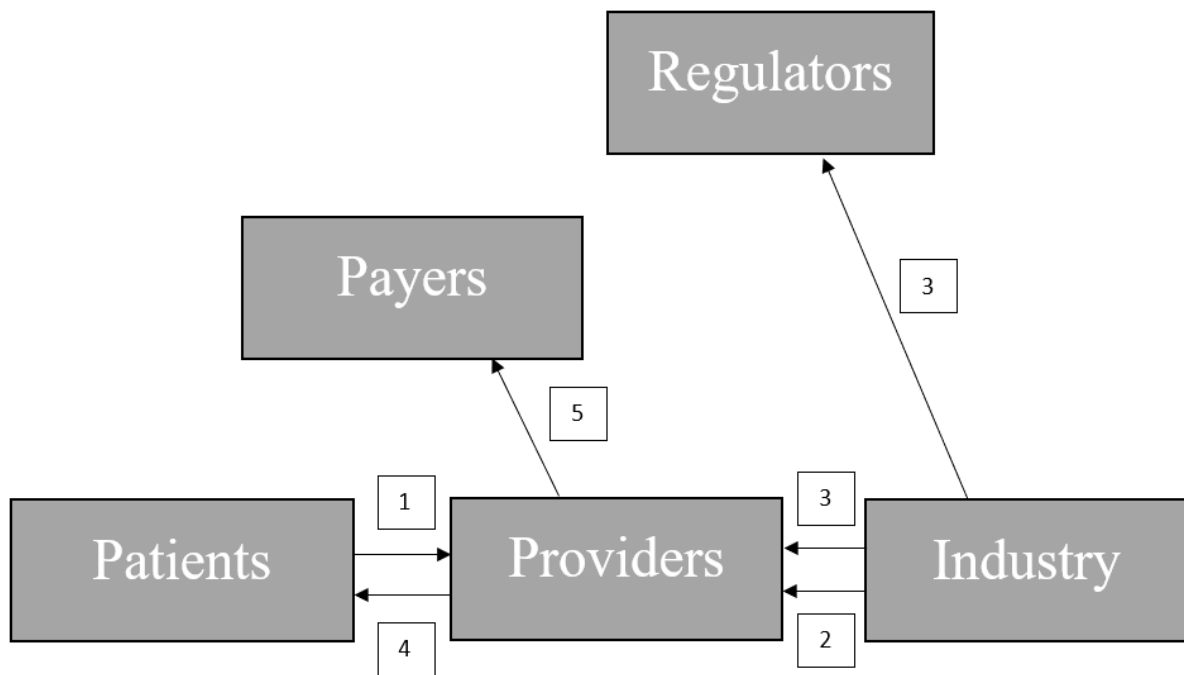 Regulators
Payers
3
5
1
3
Patients
Providers
Industry
4
2